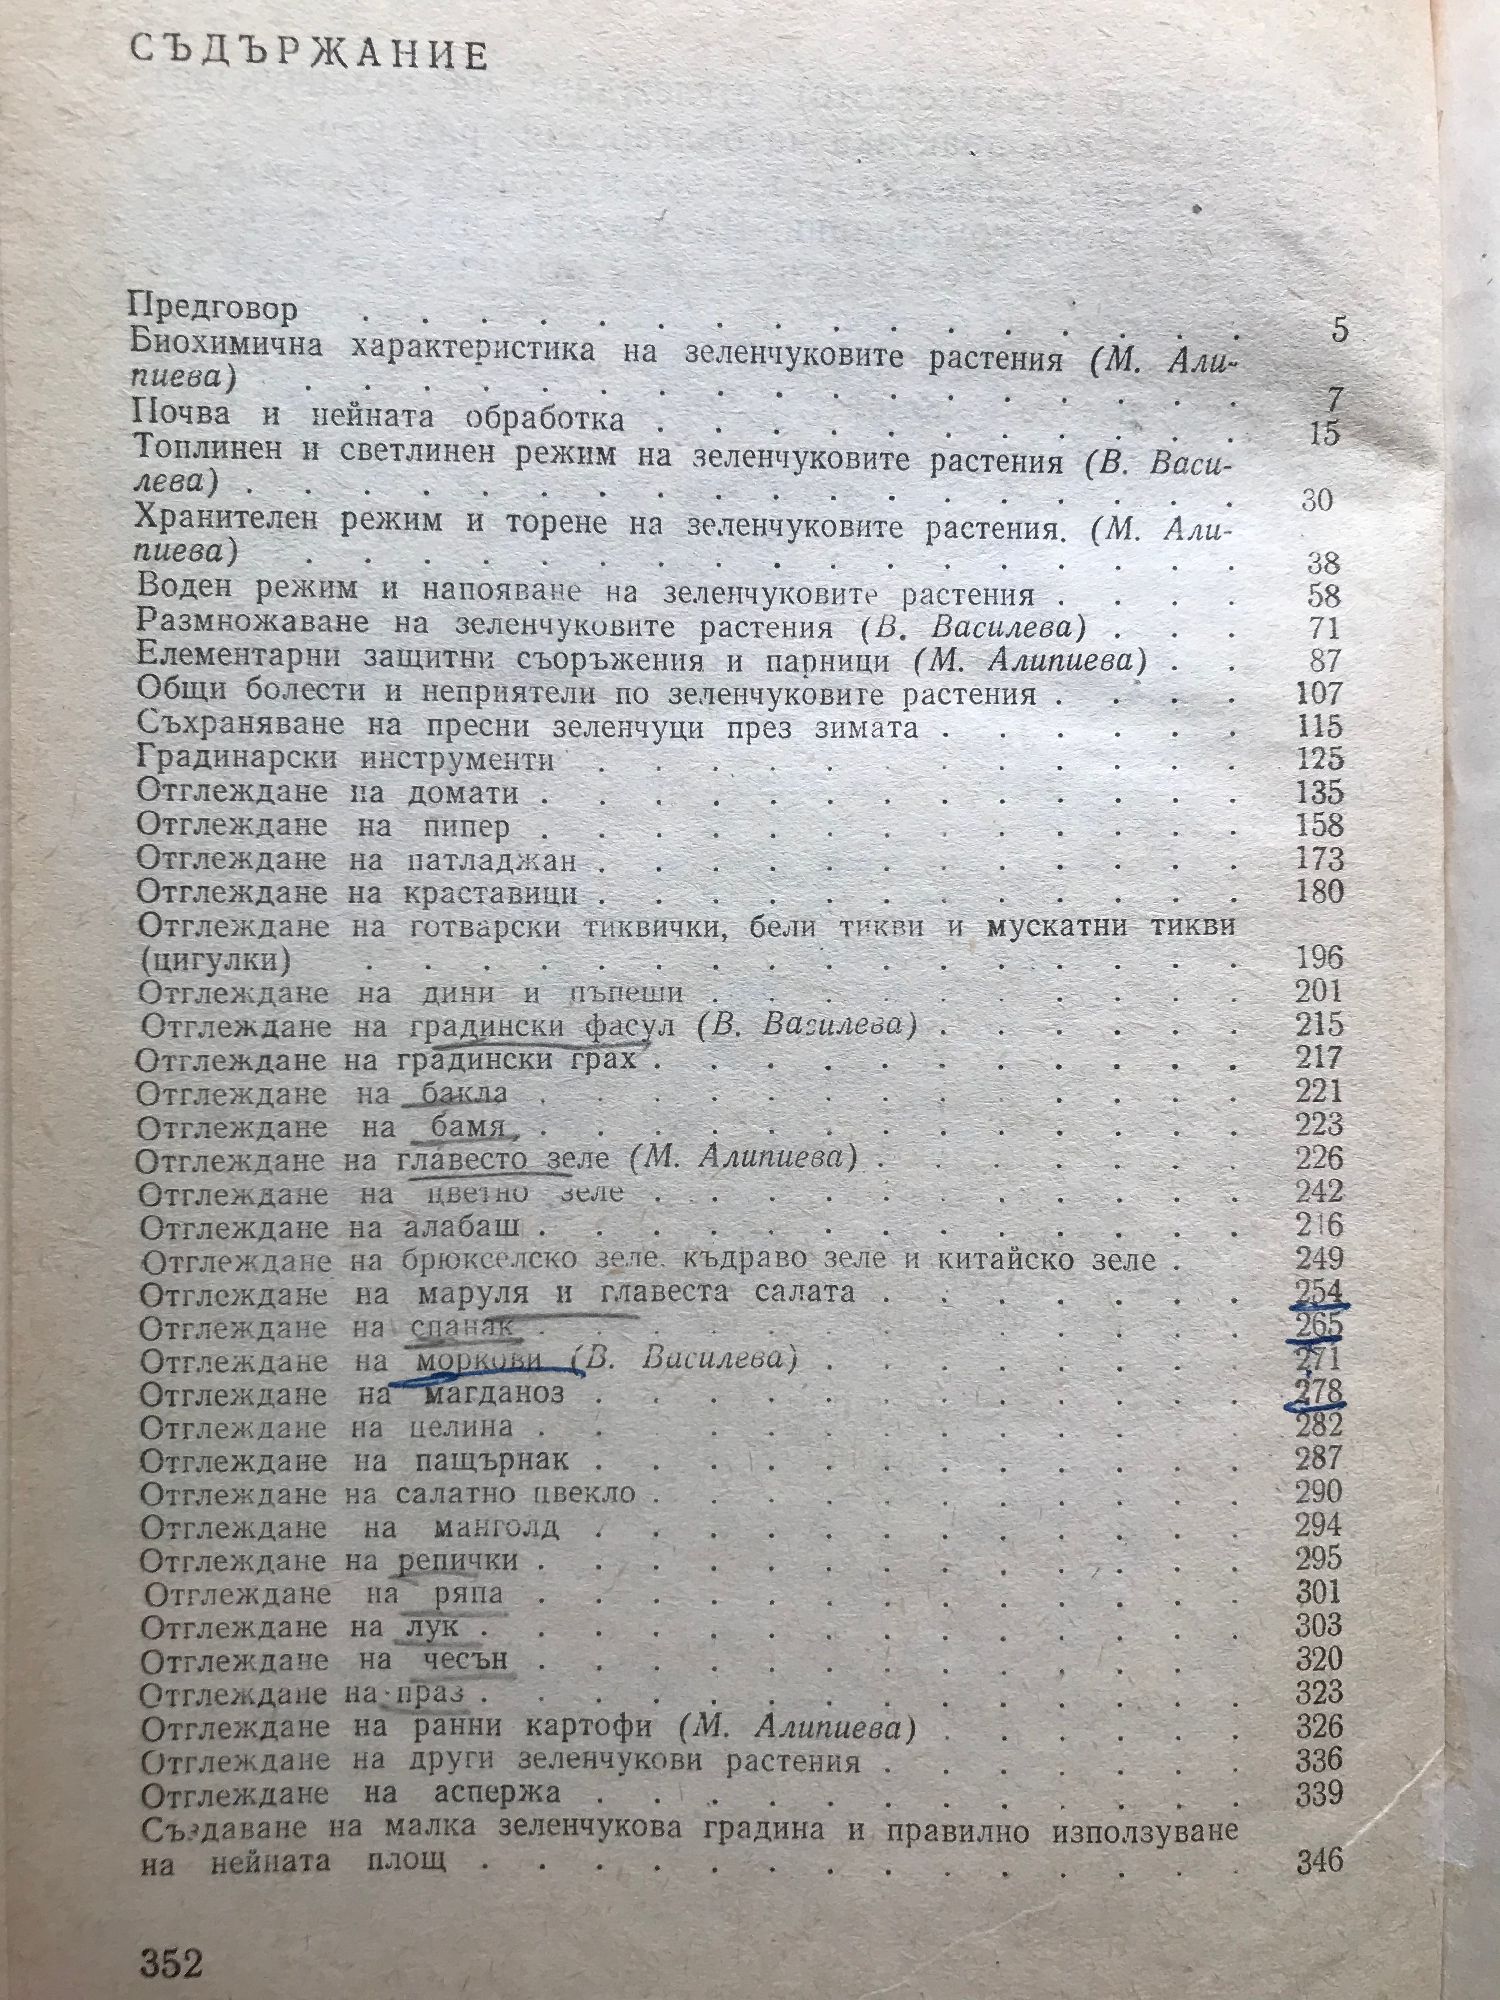 СЪДЪРЖАНИЕ
Предговор . . . . . . . . . . . . . . . . 5
Биохимична характеристика на зеленчуковите растения (М. Али-
пиева) . . . . . . . . . . . . . . . . . 7
Почва и нейната обработка . . . . . . . . . . . 15
Топлинен и светлинен режим на зеленчуковите растения (В. Васи-
лева) . . . . . . . . . . . . . . . . . . 30
Хранителен режим и торене на зеленчуковите растения. (М. Али-
пиева) . . . . . . . . . . . . . . . . . 38
Воден режим и напояване на зеленчуковите растения . . . . 58
Размножаване на зеленчуковите растения (В. Василева) . . . 71
Елементарни защитни съоръжения и парници (М. Алипиева) . . 87
Общи болести и неприятели по зеленчуковите растения . . . . 107
Съхраняване на пресни зеленчуци през зимата . . . . . . 115
Градинарски инструменти . . . . . . . . . . . . 125
Отглеждане на домати . . . . . . . . . . . . . 135
Отглеждане на пипер . . . . . . . . . . . . . 158
Отглеждане на патладжан . . . . . . . . . . . . 173
Отглеждане на краставици . . . . . . . . . . . . 180
Отглеждане на готварски тиквички, бели тикви и мускатни тикви
(цигулки) . . . . . . . . . . . . . . . . 196
Отглеждане на дини и пъпеши . . . . . . . . . . 201
Отглеждане на градински фасул (В. Василева) . . . . . . 215
Отглеждане на градински грах . . . . . . . . . . . 217
Отглеждане на бакла . . . . . . . . . . . . . 221
Отглеждане на бамя . . . . . . . . . . . . . 223
Отглеждане на главесто зеле (М. Алипиева) . . . . . . . 226
Отглеждане на цветно зеле . . . . . . . . . . . 242
Отглеждане на алабаш . . . . . . . . . . . . . 216
Отглеждане на брюкселско зеле. къдраво зеле и китайско зеле . 249
Отглеждане на маруля и главеста салата . . . . . . . 254
Отглеждане на спанак . . . . . . . . . . . . . 265
Отглеждане на моркови (В. Василева) . . . . . . . . 271
Отглеждане на магданоз . . . . . . . . . . . . 278
Отглеждане на целина . . . . . . . . . . . . . 282
Отглеждане на пащърнак . . . . . . . . . . . . 287
Отглеждане на салатно цвекло . . . . . . . . . . . 290
Отглеждане на манголд . . . . . . . . . . . . 294
Отглеждане на репички . . . . . . . . . . . . . 295
Отглеждане на ряпа . . . . . . . . . . . . . 301
Отглеждане на лук . . . . . . . . . . . . . . 303
Отглеждане на чесън . . . . . . . . . . . . . 320
Отглеждане на праз . . . . . . . . . . . . . . 323
Отглеждане на ранни картофи (М. Алипиева) . . . . . . 326
Отглеждане на други зеленчукови растения . . . . . . . 336
Отглеждане на аспержа . . . . . . . . . . . . 339
Създаване на малка зеленчукова градина и правилно използуване
на нейната площ . . . . . . . . . . . . . . 346
352